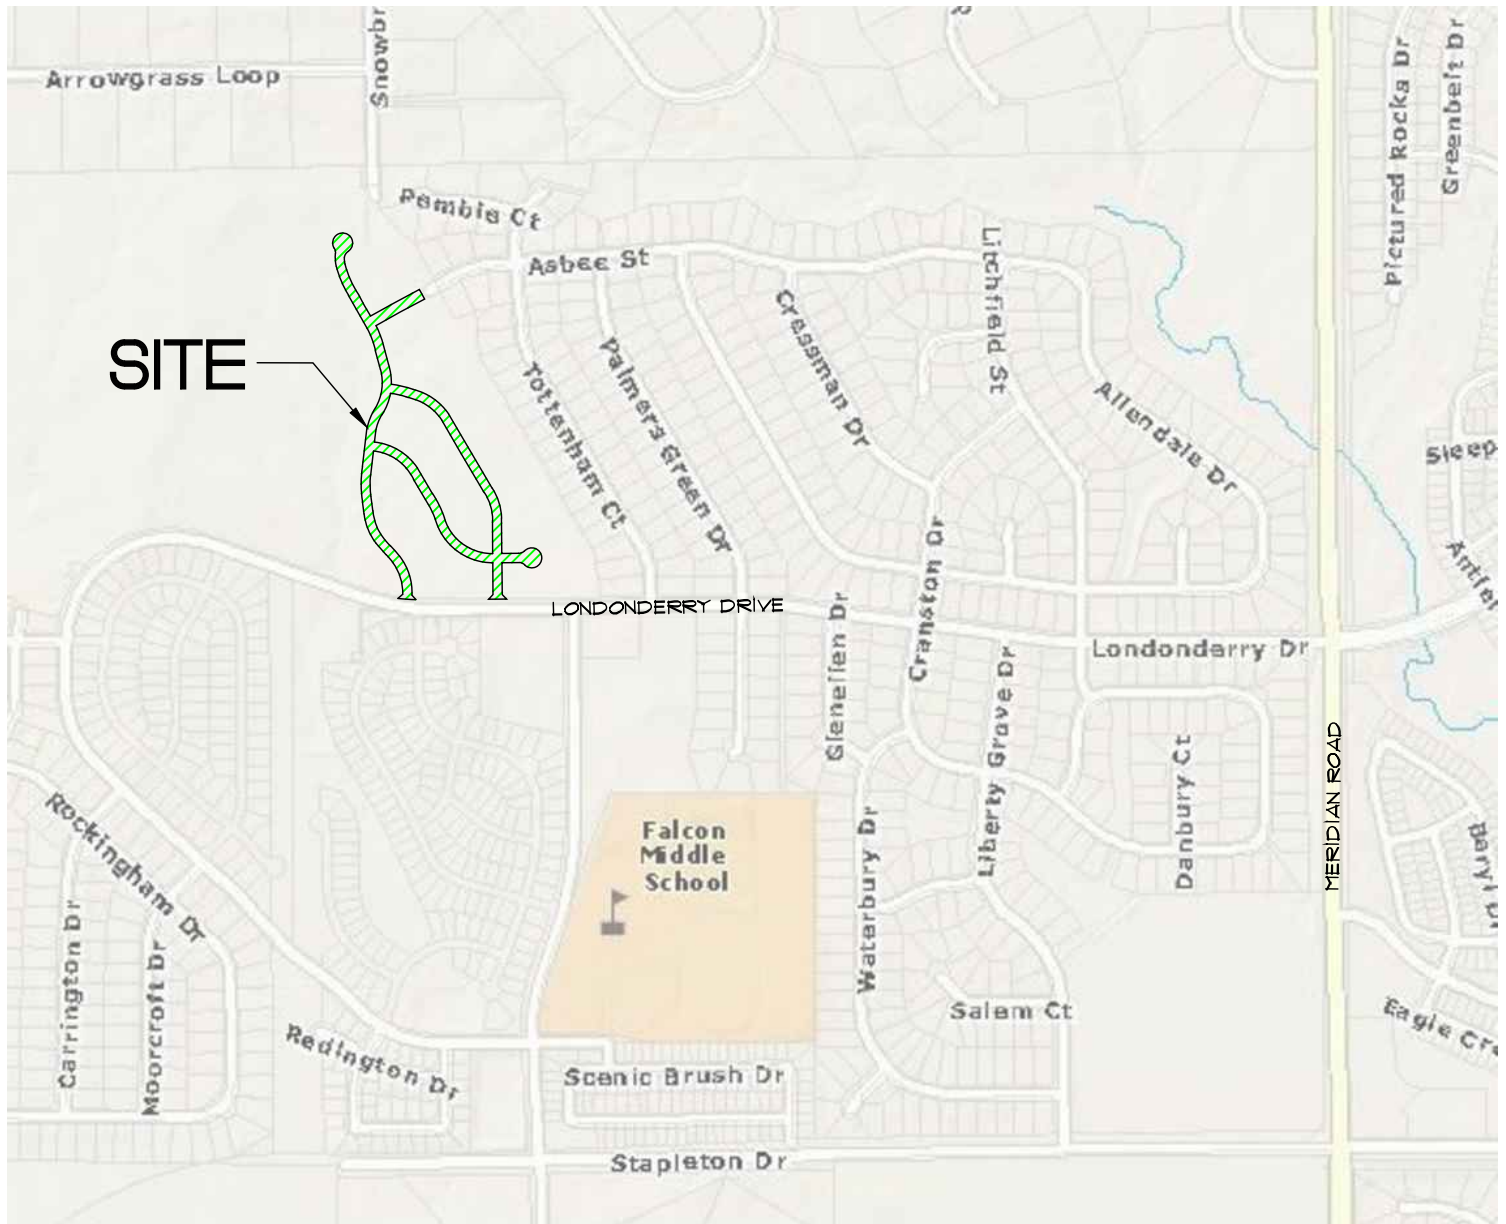 Arrowgrass Loop
Snowbr
Pictured Rocks Dr
Greenbelt Dr
Pembie Ct
Asbee St
Litchfield St
SITE
Cressman Dr
Palmers Green Dr
Tottenham Ct
Allendale Dr
Sleep
Antifer
Cranston Dr
LONDONDERRY DRIVE
Glenellen Dr
Londonderry Dr
Liberty Grove Dr
MERIDIAN ROAD
Danbury Ct
Rockingham Dr
Falcon
Middle
School
Waterbury Dr
Beryl Dr
Carrington Dr
Moorcroft Dr
Salem Ct
Eagle Cre
Redington Dr
Scenic Brush Dr
Stapleton Dr